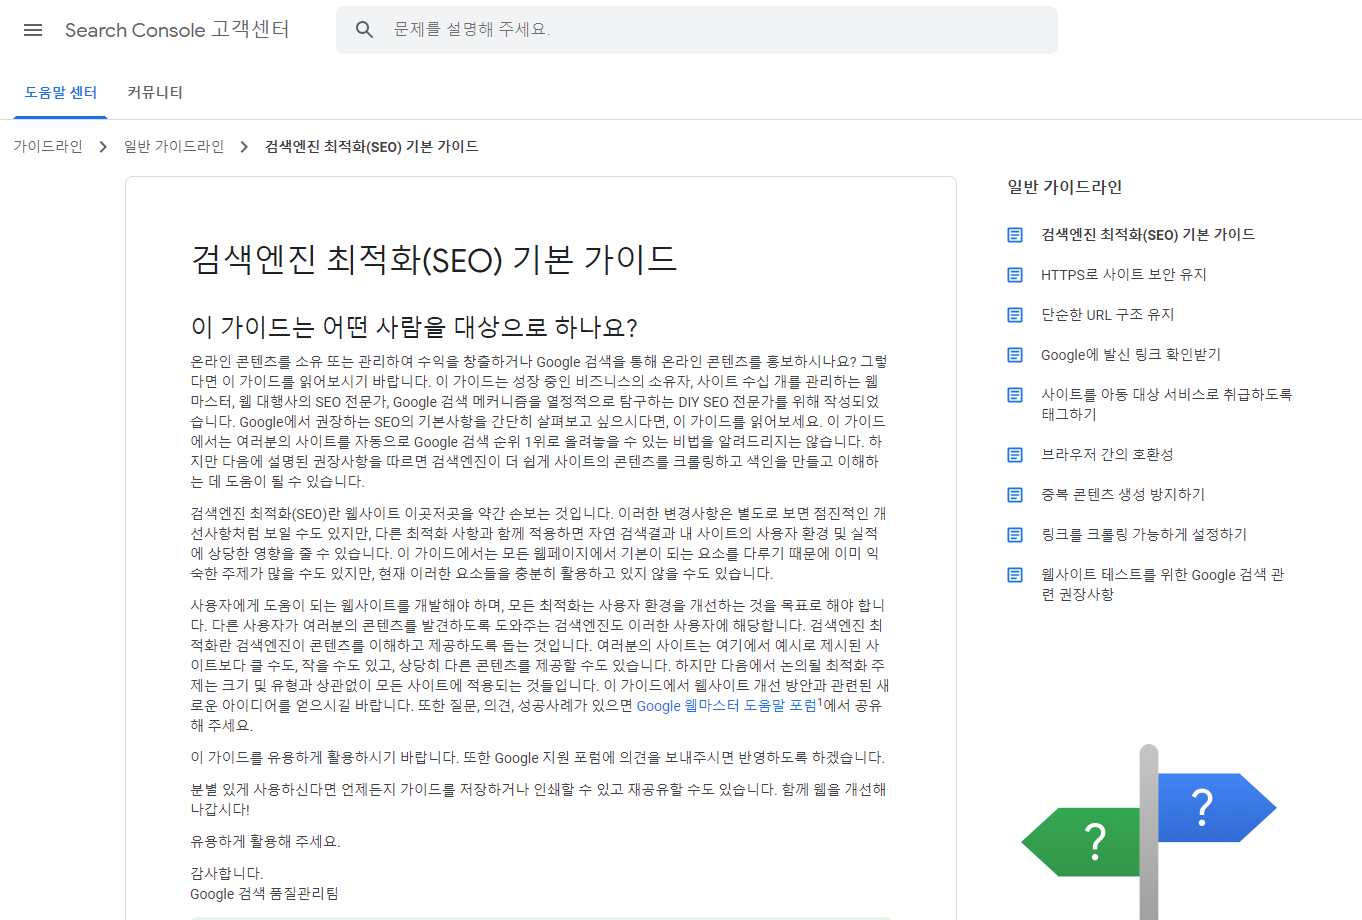 Search Console 고객센터
문제를 설명해 주세요.
도움말 센터
커뮤니티
가이드라인
일반 가이드라인
검색엔진 최적화(SEO) 기본 가이드
검색엔진 최적화(SEO) 기본 가이드
이 가이드는 어떤 사람을 대상으로 하나요?
온라인 콘텐츠를 소유 또는 관리하여 수익을 창출하거나 Google 검색을 통해 온라인 콘텐츠를 홍보하시나요? 그렇
다면 이 가이드를 읽어보시기 바랍니다. 이 가이드는 성장 중인 비즈니스의 소유자, 사이트 수십 개를 관리하는 웹
마스터, 웹 대행사의 SEO 전문가, Google 검색 메커니즘을 열정적으로 탐구하는 DIY SEO 전문가를 위해 작성되었
습니다. Google에서 권장하는 SEO의 기본사항을 간단히 살펴보고 싶으시다면, 이 가이드를 읽어보세요. 이 가이드
에서는 여러분의 사이트를 자동으로 Google 검색 순위 1위로 올려놓을 수 있는 비법을 알려드리지는 않습니다. 하
지만 다음에 설명된 권장사항을 따르면 검색엔진이 더 쉽게 사이트의 콘텐츠를 크롤링하고 색인을 만들고 이해하
는 데 도움이 될 수 있습니다.
검색엔진 최적화(SEO)란 웹사이트 이곳저곳을 약간 손보는 것입니다. 이러한 변경사항은 별도로 보면 점진적인 개
선사항처럼 보일 수도 있지만, 다른 최적화 사항과 함께 적용하면 자연 검색결과 내 사이트의 사용자 환경 및 실적
에 상당한 영향을 줄 수 있습니다. 이 가이드에서는 모든 웹페이지에서 기본이 되는 요소를 다루기 때문에 이미 익
숙한 주제가 많을 수도 있지만, 현재 이러한 요소들을 충분히 활용하고 있지 않을 수도 있습니다.
사용자에게 도움이 되는 웹사이트를 개발해야 하며, 모든 최적화는 사용자 환경을 개선하는 것을 목표로 해야 합니
다. 다른 사용자가 여러분의 콘텐츠를 발견하도록 도와주는 검색엔진도 이러한 사용자에 해당합니다. 검색엔진 최
적화란 검색엔진이 콘텐츠를 이해하고 제공하도록 돕는 것입니다. 여러분의 사이트는 여기에서 예시로 제시된 사
이트보다 클 수도, 작을 수도 있고, 상당히 다른 콘텐츠를 제공할 수도 있습니다. 하지만 다음에서 논의될 최적화 주
제는 크기 및 유형과 상관없이 모든 사이트에 적용되는 것들입니다. 이 가이드에서 웹사이트 개선 방안과 관련된 새
로운 아이디어를 얻으시길 바랍니다. 또한 질문, 의견, 성공사례가 있으면 Google 웹마스터 도움말 포럼¹에서 공유
해 주세요.
이 가이드를 유용하게 활용하시기 바랍니다. 또한 Google 지원 포럼에 의견을 보내주시면 반영하도록 하겠습니다.
분별 있게 사용하신다면 언제든지 가이드를 저장하거나 인쇄할 수 있고 재공유할 수도 있습니다. 함께 웹을 개선해
나갑시다!
유용하게 활용해 주세요.
감사합니다.
Google 검색 품질관리팀
일반 가이드라인
검색엔진 최적화(SEO) 기본 가이드
HTTPS로 사이트 보안 유지
단순한 URL 구조 유지
Google에 발신 링크 확인받기
사이트를 아동 대상 서비스로 취급하도록
태그하기
브라우저 간의 호환성
중복 콘텐츠 생성 방지하기
링크를 크롤링 가능하게 설정하기
웹사이트 테스트를 위한 Google 검색 관
련 권장사항
?
?